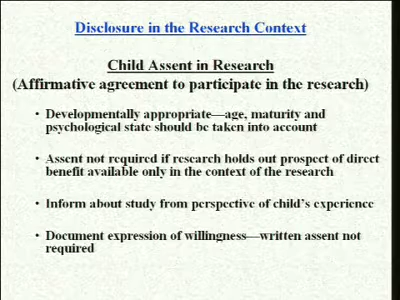 Disclosure in the Research Context
Child Assent in Research
(Affirmative agreement to participate in the research)
• Developmentally appropriate—age, maturity and
psychological state should be taken into account
• Assent not required if research holds out prospect of direct
benefit available only in the context of the research
• Inform about study from perspective of child's experience
• Document expression of willingness—written assent not
required